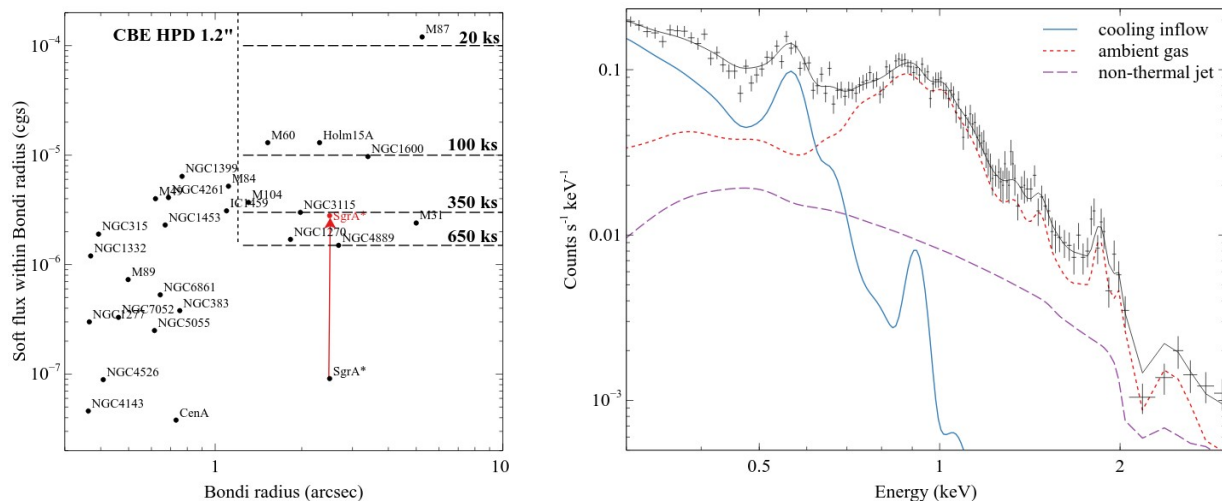 CBE HPD 1.2"
M87
20 ks
M60
Holm15A
NGC1600
100 ks
NGC1399
M84
M49
NGC4261
M104
IC1459
NGC3115
350 ks
SgrA*
M31
NGC315
NGC1453
NGC1270
NGC4889
650 ks
NGC1332
M89
NGC6861
NGC7052
NGC383
NGC1277
NGC5055
NGC4526
SgrA*
NGC4143
CenA
10⁻⁴
10⁻⁵
10⁻⁶
10⁻⁷
Soft flux within Bondi radius (cgs)
1
10
Bondi radius (arcsec)
cooling inflow
ambient gas
non-thermal jet
0.1
0.01
10⁻³
Counts s⁻¹ keV⁻¹
0.5
1
2
Energy (keV)